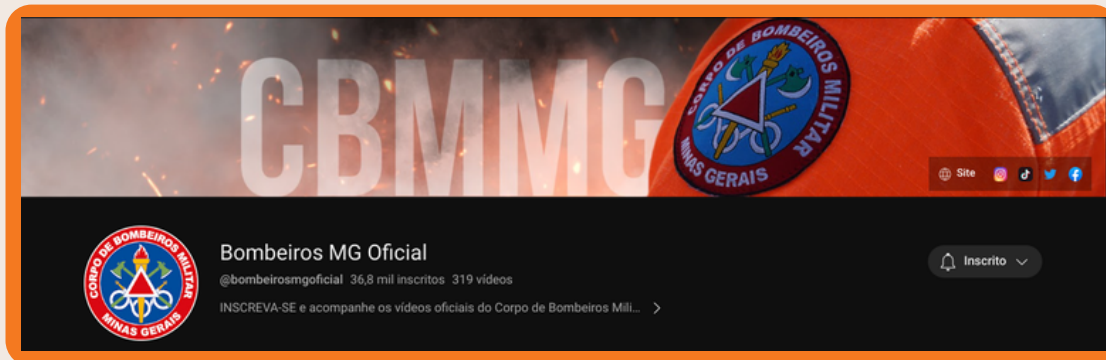 CBMMG
CORPO DE BOMBEIROS MILITAR
MINAS GERAIS
Site
CORPO DE BOMBEIROS MILITAR
MINAS GERAIS
Bombeiros MG Oficial
@bombeirosmgoficial 36,8 mil inscritos 319 vídeos
INSCREVA-SE e acompanhe os vídeos oficiais do Corpo de Bombeiros Mili...
Inscrito